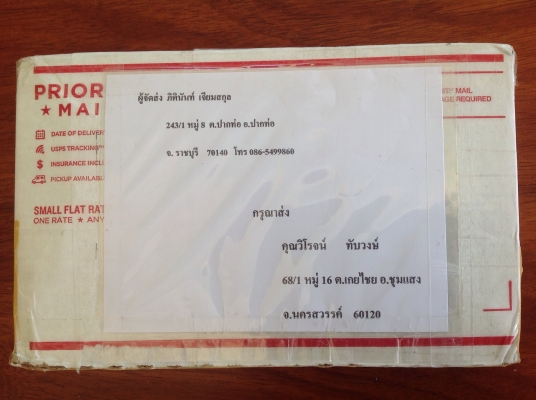 PRIOR
★ MAI
DATE OF DELIVER
USPS TRACKING
$ INSURANCE INCLU
PICKUP AVAILABL
SMALL FLAT RAT
ONE RATE ★ ANY
MAIL
REQUIRED
ผู้จัดส่ง ภิตินันท์ เจียมสกุล
243/1 หมู่ 8 ต.ปากท่อ อ.ปากท่อ
จ. ราชบุรี 70140 โทร 086-5499860
กรุณาส่ง
คุณวิโรจน์ ทับวงษ์
68/1 หมู่ 16 ต.เกยไชย อ.ชุมแสง
จ.นครสวรรค์ 60120